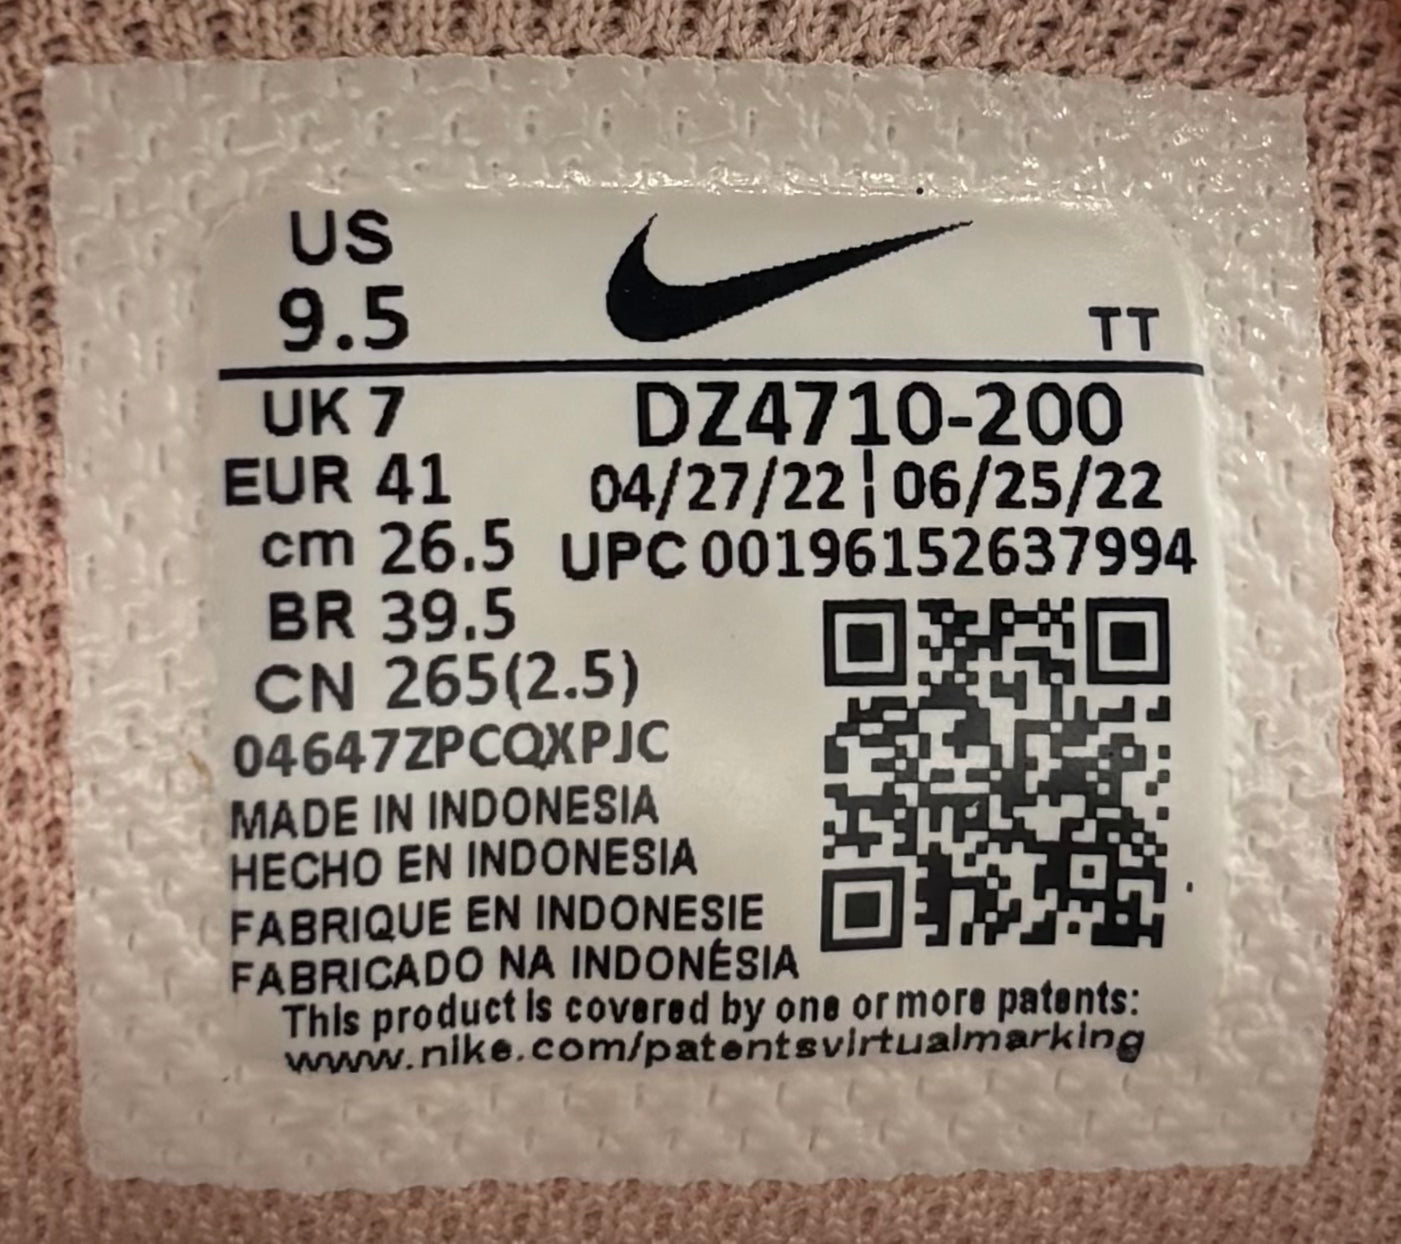 US
9.5
TT
UK 7
DZ4710-200
EUR 41
04/27/22 ¦ 06/25/22
cm 26.5
UPC 00196152637994
BR 39.5
CN 265(2.5)
04647ZPCQXPJC
MADE IN INDONESIA
HECHO EN INDONESIA
FABRIQUE EN INDONESIE
FABRICADO NA INDONÉSIA
This product is covered by one or more patents:
www.nike.com/patentsvirtualmarking